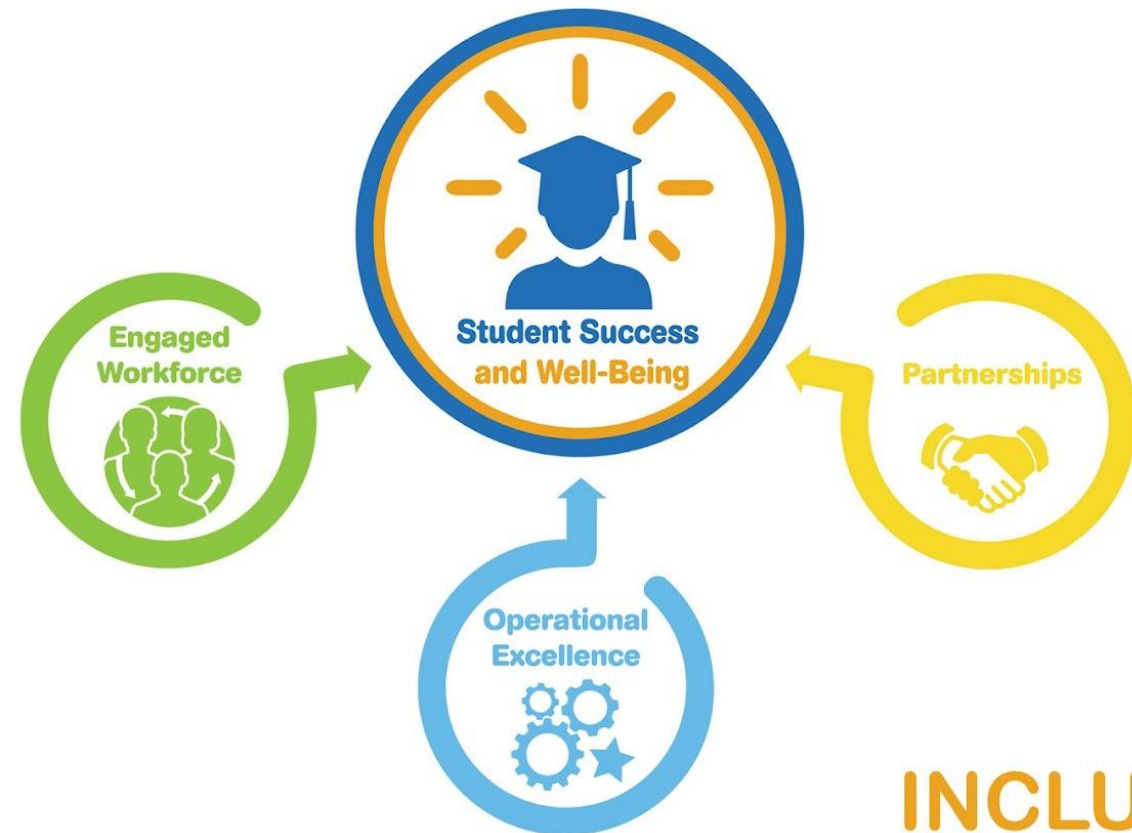 Student Success
and Well-Being
Engaged
Workforce
Partnerships
Operational
Excellence
INCLU